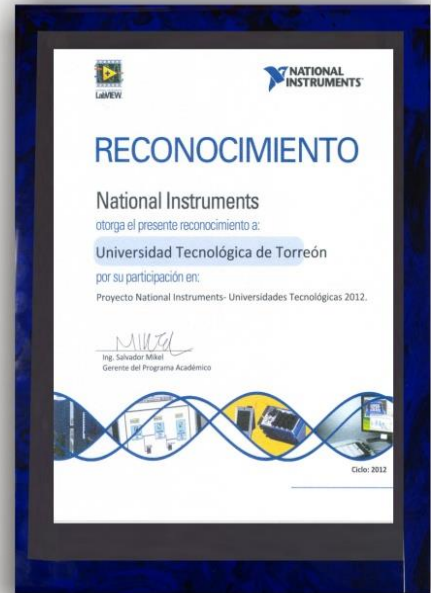 LabVIEW
NATIONAL
INSTRUMENTS
RECONOCIMIENTO
National Instruments
otorga el presente reconocimiento a:
Universidad Tecnológica de Torreón
por su participación en:
Proyecto National Instruments- Universidades Tecnológicas 2012.
Ing. Salvador Mikel
Gerente del Programa Académico
Ciclo: 2012